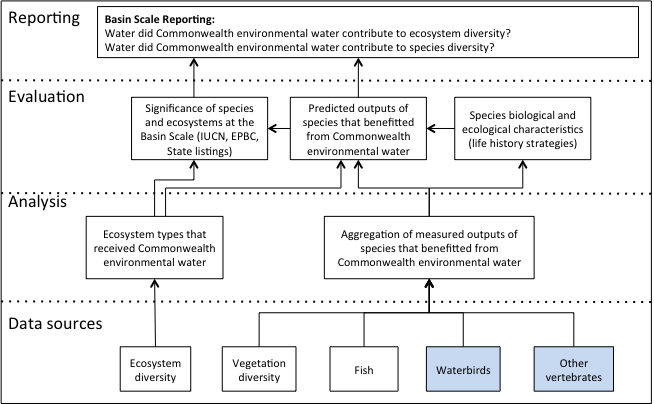 Reporting
Basin Scale Reporting:
Water did Commonwealth environmental water contribute to ecosystem diversity?
Water did Commonwealth environmental water contribute to species diversity?
Evaluation
Significance of species
and ecosystems at the
Basin Scale (IUCN, EPBC,
State listings)
Predicted outputs of
species that benefitted
from Commonwealth
environmental water
Species biological and
ecological characteristics
(life history strategies)
Analysis
Ecosystem types that
received Commonwealth
environmental water
Aggregation of measured outputs of
species that benefitted from
Commonwealth environmental water
Data sources
Ecosystem
diversity
Vegetation
diversity
Fish
Waterbirds
Other
vertebrates